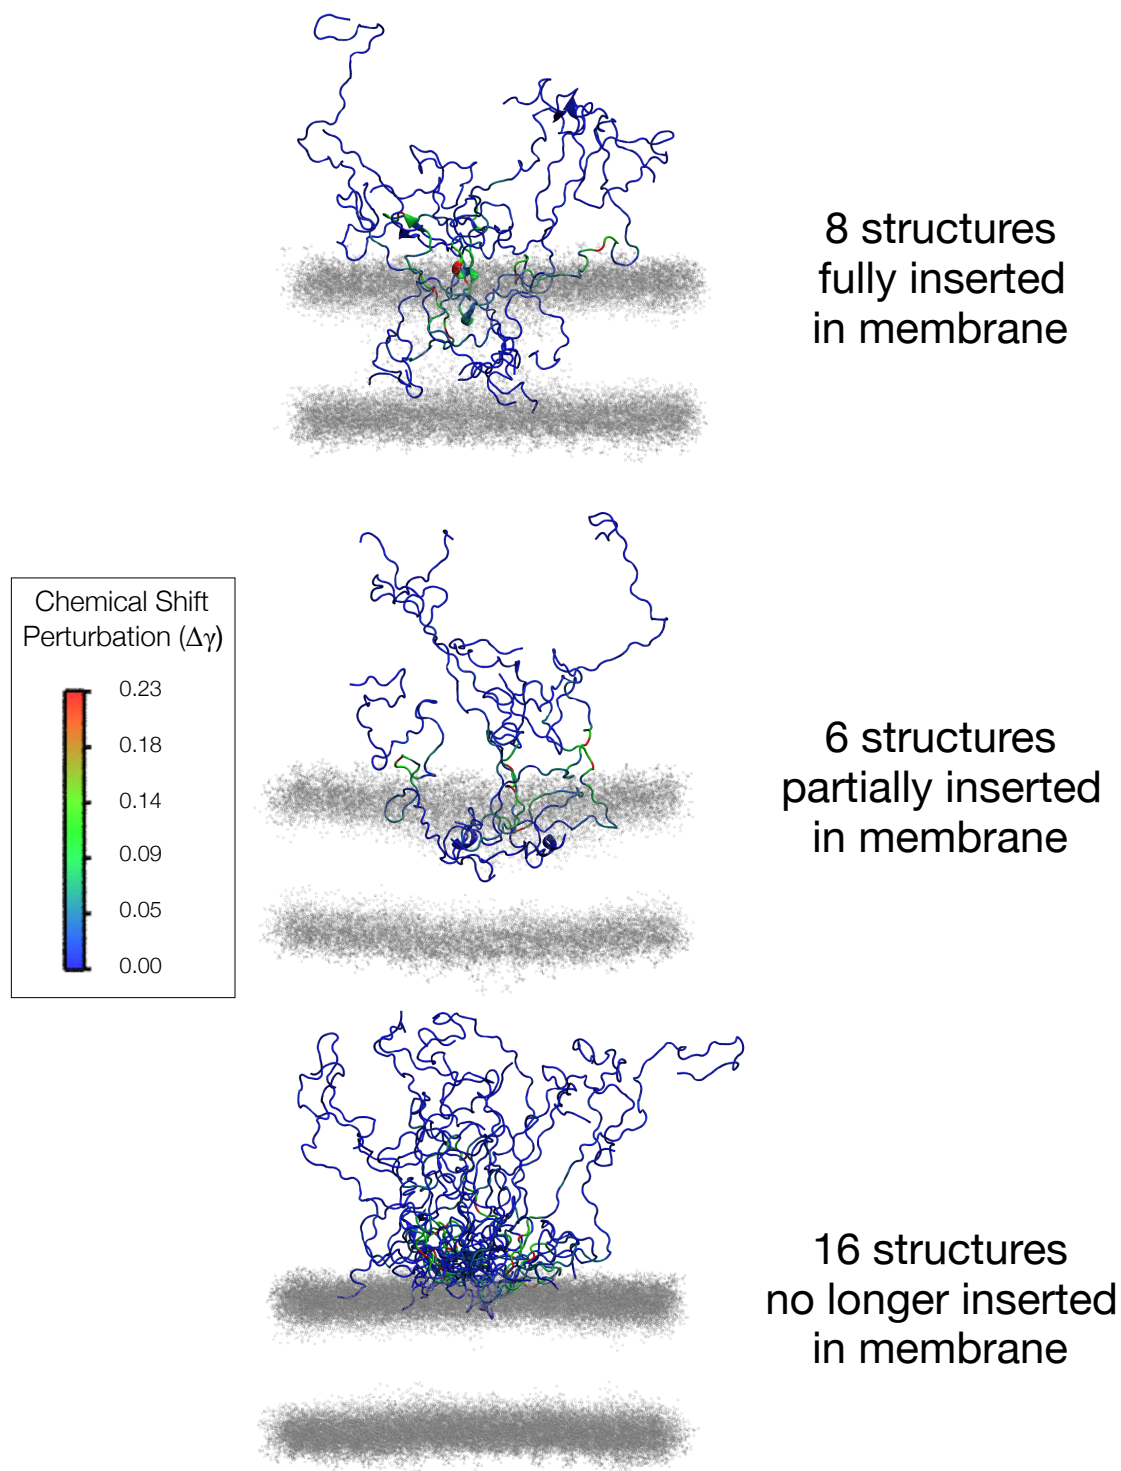 8 structures
fully inserted
in membrane
Chemical Shift
Perturbation (Δγ)
0.23
0.18
0.14
0.09
0.05
0.00
6 structures
partially inserted
in membrane
16 structures
no longer inserted
in membrane